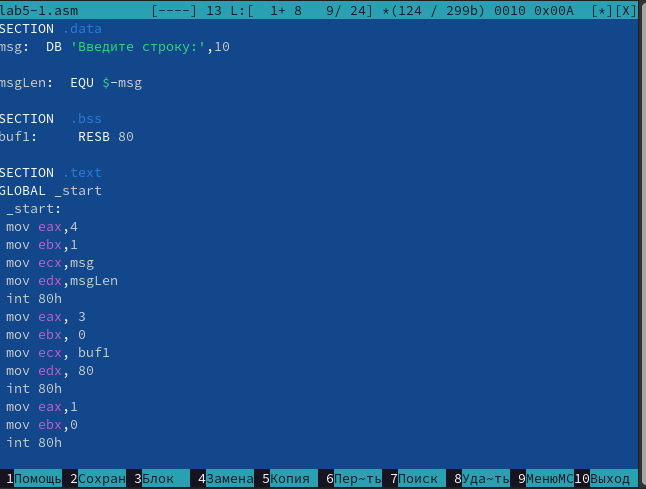 lab5-1.asm [----] 13 L:[ 1+ 8 9/ 24] *(124 / 299b) 0010 0x00A [*][X]
SECTION .data
msg: DB 'Введите строку:',10
msgLen: EQU $-msg
SECTION .bss
buf1: RESB 80
SECTION .text
GLOBAL _start
_start:
mov eax,4
mov ebx,1
mov ecx,msg
mov edx,msgLen
int 80h
mov eax, 3
mov ebx, 0
mov ecx, buf1
mov edx, 80
int 80h
mov eax,1
mov ebx,0
int 80h
1Помощь 2Сохран 3Блок 4Замена 5Копия 6Пер~ть 7Поиск 8Уда~ть 9МенюМС 10Выход